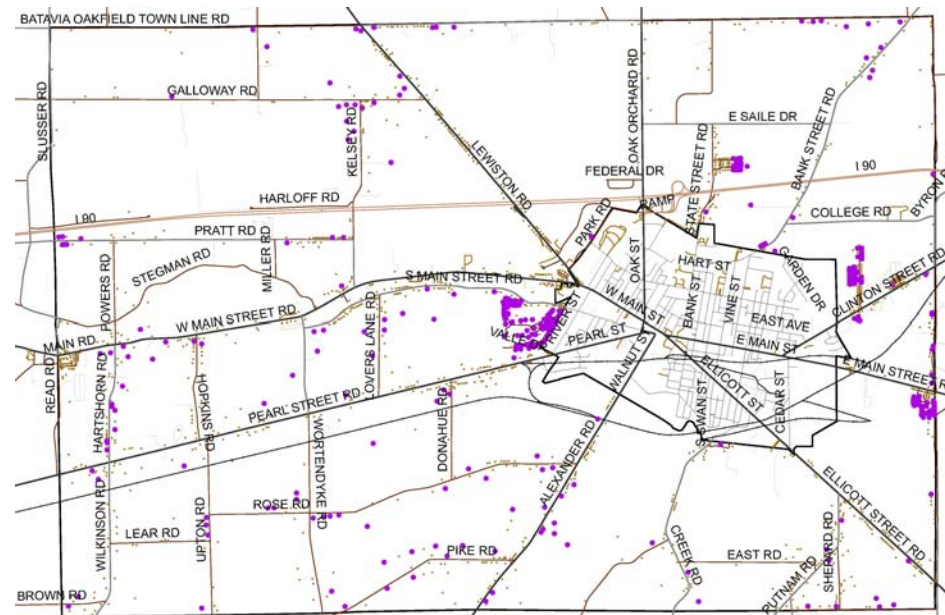 BATAVIA OAKFIELD TOWN LINE RD
SLUSSER RD
GALLOWAY RD
KELSEY RD
LEWISTON RD
OAK ORCHARD RD
E SAILE DR
STATE STREET RD
BANK STREET RD
I 90
FEDERAL DR
BYRON R
HARLOFF RD
PARK RD
RAMP
COLLEGE RD
I 90
PRATT RD
STEGMAN RD
MILLER RD
POWERS RD
S MAIN STREET RD
OAK ST
HART ST
GARDEN DR
CLINTON STREET RD
W MAIN STREET RD
MAIN RD
LOVERS LANE RD
W MAIN ST
BANK ST
VINE ST
EAST AVE
E MAIN ST
E MAIN STREET R
RIVER ST
PEARL ST
WALNUT ST
ELLICOTT ST
CEDAR ST
S SWAN ST
READ RD
HARTSHORN RD
HOPKINS RD
PEARL STREET RD
DONAHUE RD
WORTENDYKE RD
ALEXANDER RD
ELLICOTT STREET RD
WILKINSON RD
LEAR RD
UPTON RD
ROSE RD
PIKE RD
CREEK RD
EAST RD
PUTNAM RD
SHEPARD RD
BROWN RD